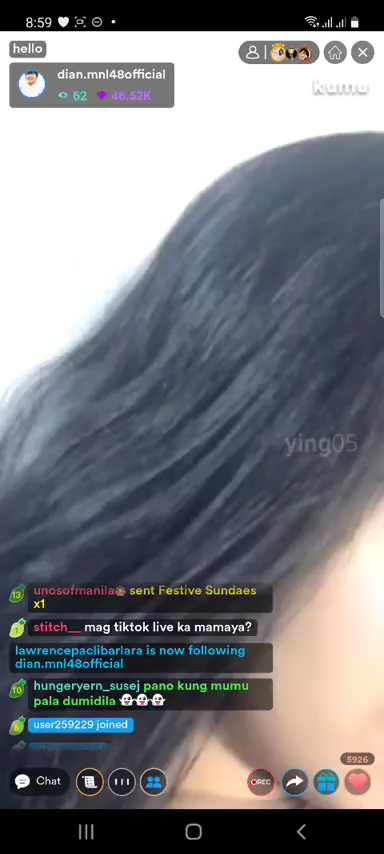 8:59
hello
dian.mnl48official
62 46.52K
kumu
ying05
13 unosofmanila sent Festive Sundaes
x1
stitch__ mag tiktok live ka mamaya?
lawrencepaclibarlara is now following
dian.mnl48official
10 hungeryern_susej pano kung mumu
pala dumidila 👻👻👻
user259229 joined
5926
Chat
REC